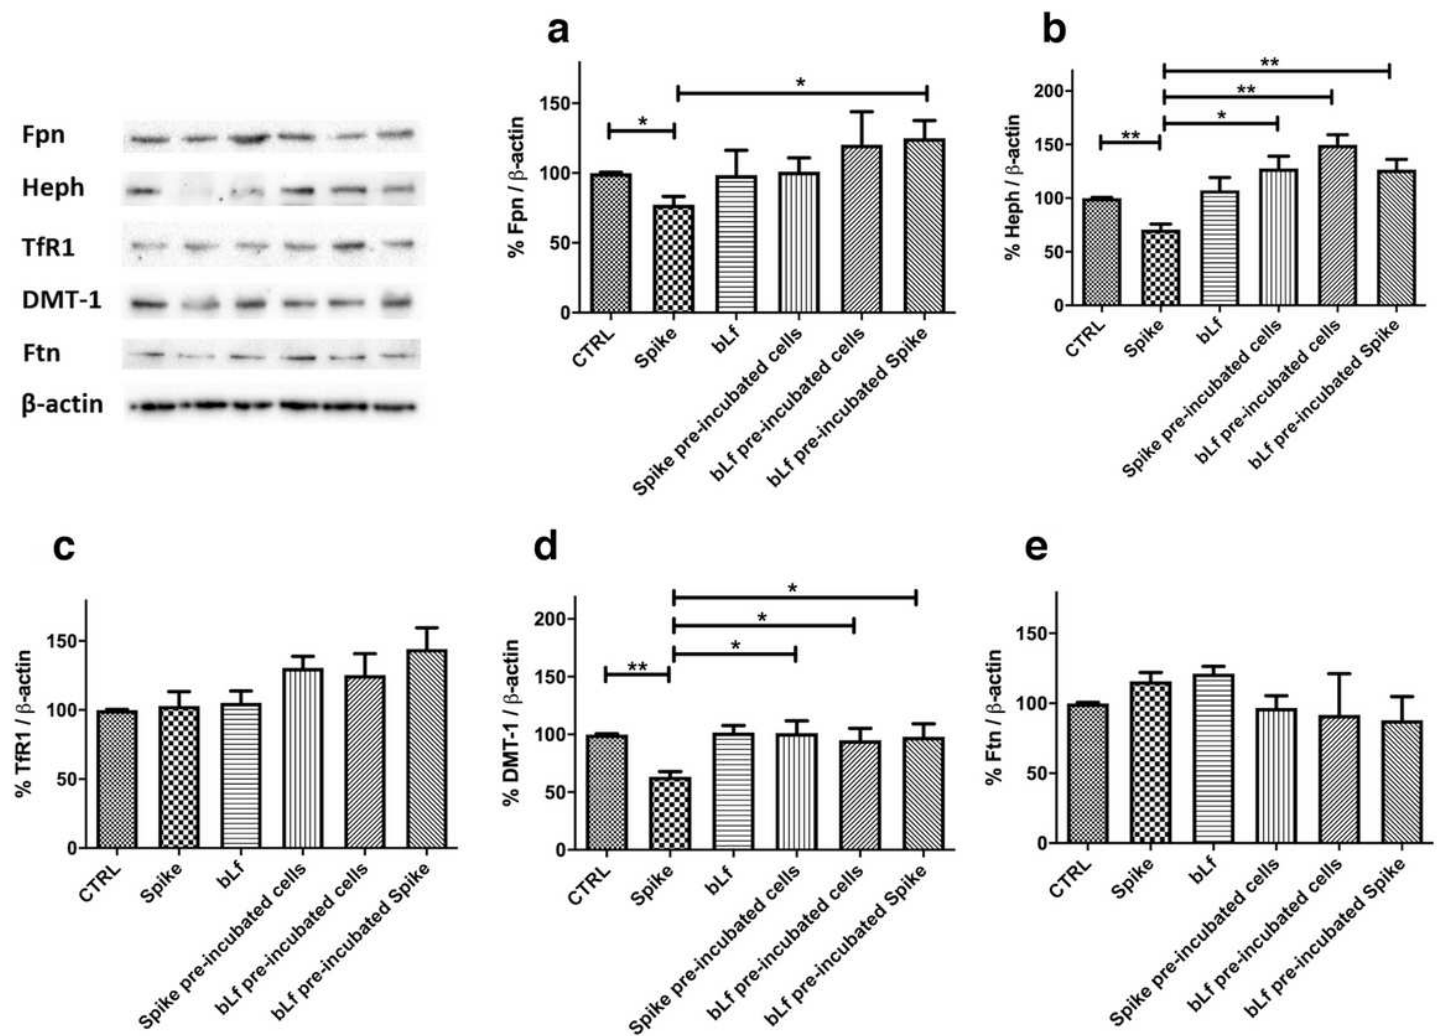 Fpn
Heph
TfR1
DMT-1
Ftn
β-actin
a
% Fpn / β-actin
150
100
50
0
*
*
CTRL
Spike
bLf
Spike pre-incubated cells
bLf pre-incubated cells
bLf pre-incubated Spike
b
% Heph / β-actin
200
150
100
50
0
**
**
*
**
CTRL
Spike
bLf
Spike pre-incubated cells
bLf pre-incubated cells
bLf pre-incubated Spike
c
% TfR1 / β-actin
150
100
50
0
CTRL
Spike
bLf
Spike pre-incubated cells
bLf pre-incubated cells
bLf pre-incubated Spike
d
% DMT-1 / β-actin
200
150
100
50
0
*
*
*
**
CTRL
Spike
bLf
Spike pre-incubated cells
bLf pre-incubated cells
bLf pre-incubated Spike
e
% Ftn / β-actin
150
100
50
0
CTRL
Spike
bLf
Spike pre-incubated cells
bLf pre-incubated cells
bLf pre-incubated Spike